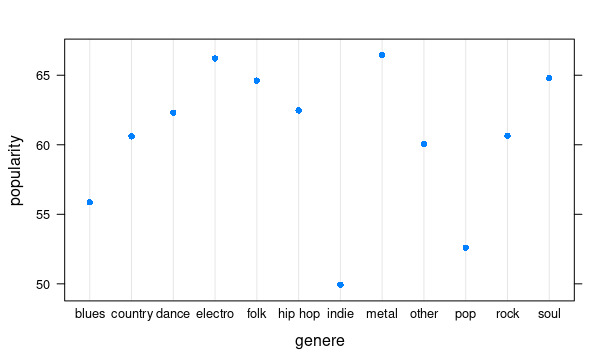 popularity
65
60
55
50
blues country dance electro folk hip hop indie metal other pop rock soul
genere